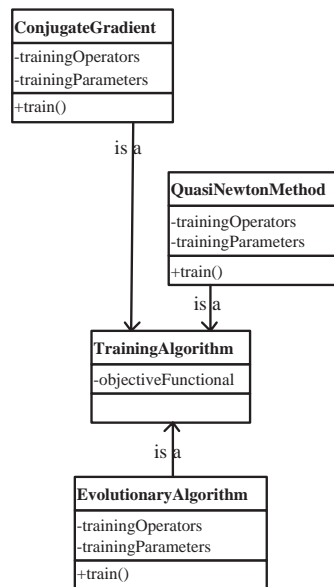 ConjugateGradient
-trainingOperators
-trainingParameters
+train()
is a
QuasiNewtonMethod
-trainingOperators
-trainingParameters
+train()
is a
TrainingAlgorithm
-objectiveFunctional
is a
EvolutionaryAlgorithm
-trainingOperators
-trainingParameters
+train()